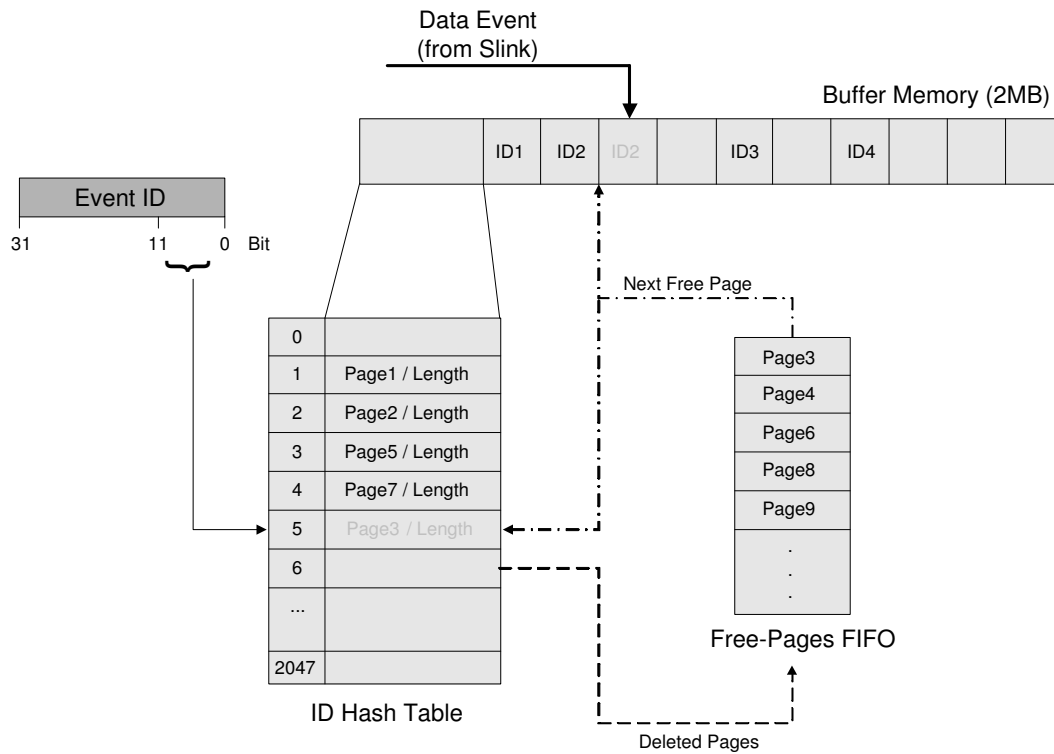 Data Event
(from Slink)
Buffer Memory (2MB)
ID1 ID2 ID2 ID3 ID4
Event ID
31 11 0 Bit
Next Free Page
0
1 Page1 / Length
2 Page2 / Length
3 Page5 / Length
4 Page7 / Length
5 Page3 / Length
6
...
2047
ID Hash Table
Page3
Page4
Page6
Page8
Page9
.
.
.
Free-Pages FIFO
Deleted Pages